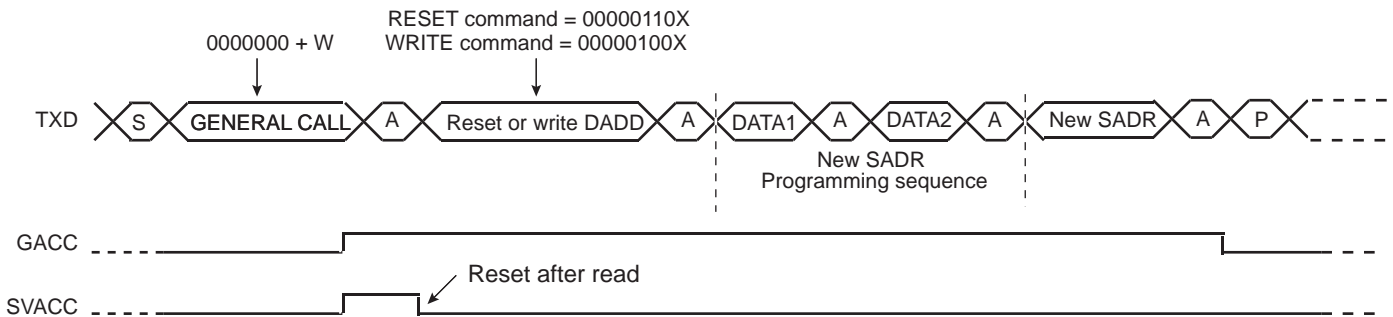 RESET command = 00000110X
0000000 + W
WRITE command = 00000100X
TXD S GENERAL CALL A Reset or write DADD A DATA1 A DATA2 A New SADR A P
New SADR
Programming sequence
GACC
Reset after read
SVACC